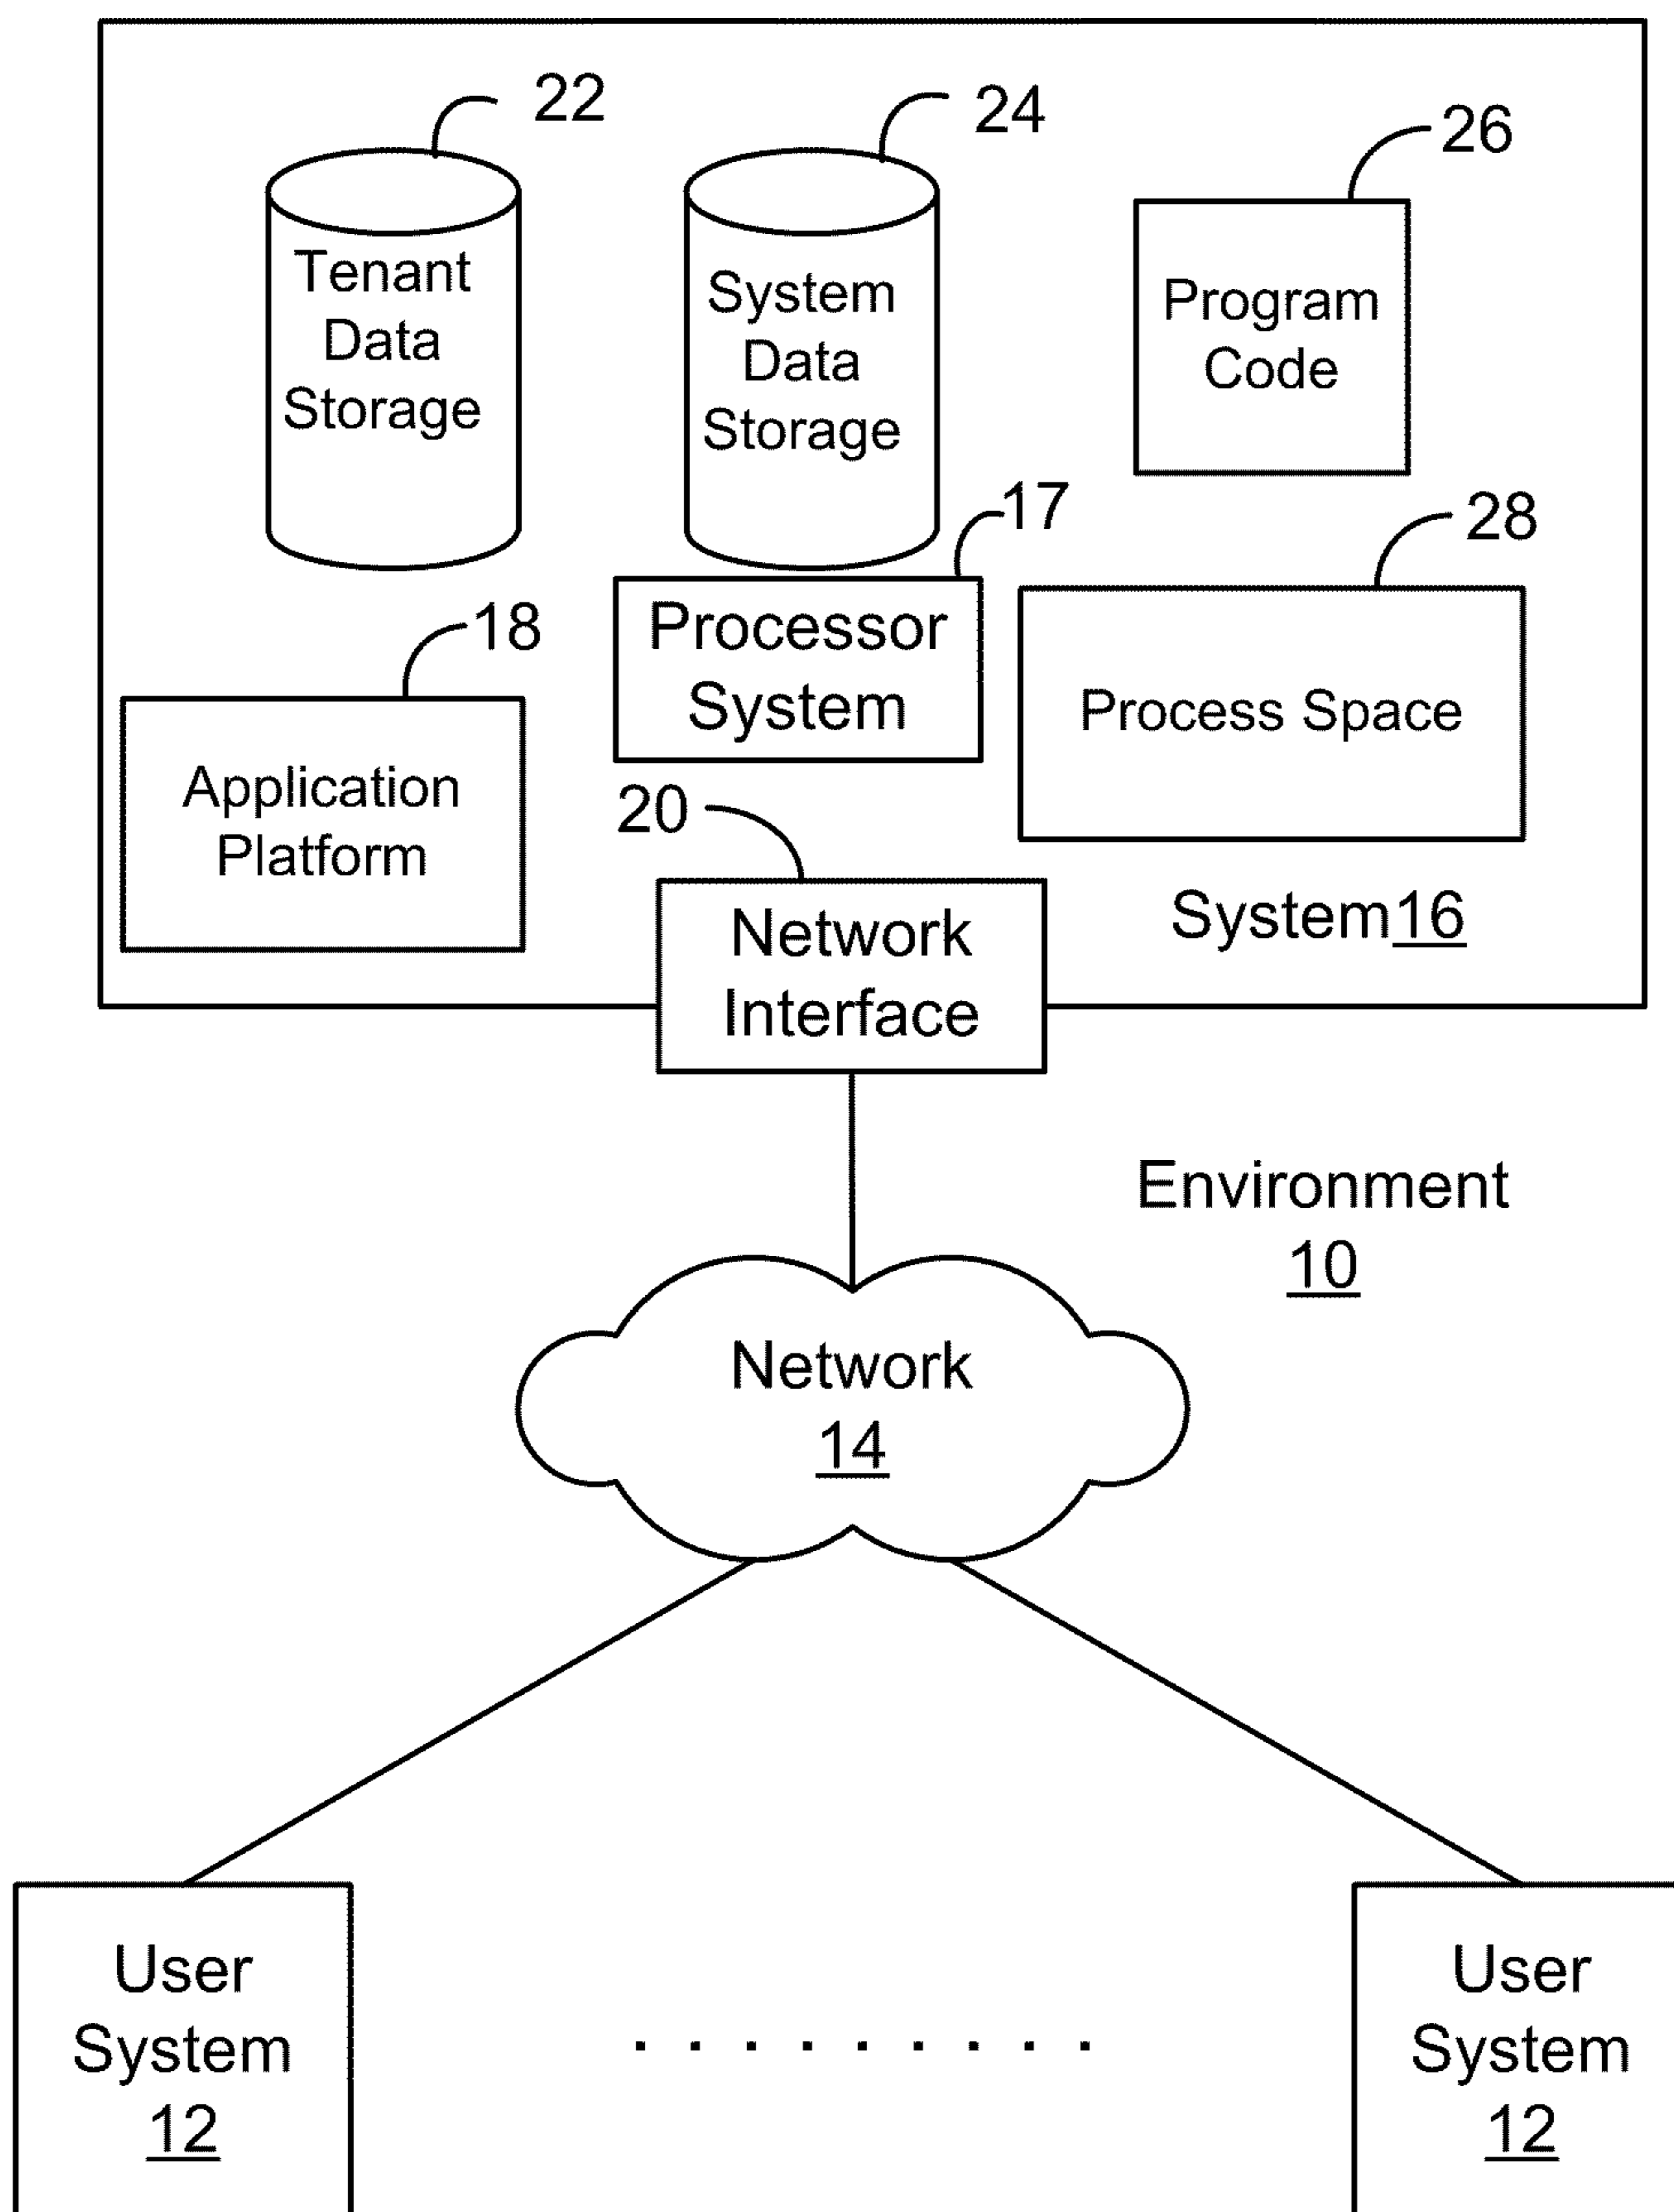 22
24
26
Tenant
Data
Storage
System
Data
Storage
Program
Code
17
28
18
Processor
System
Process Space
Application
Platform
20
Network
Interface
System16
Environment
10
Network
14
User
System
12
. . . . . . . . .
User
System
12